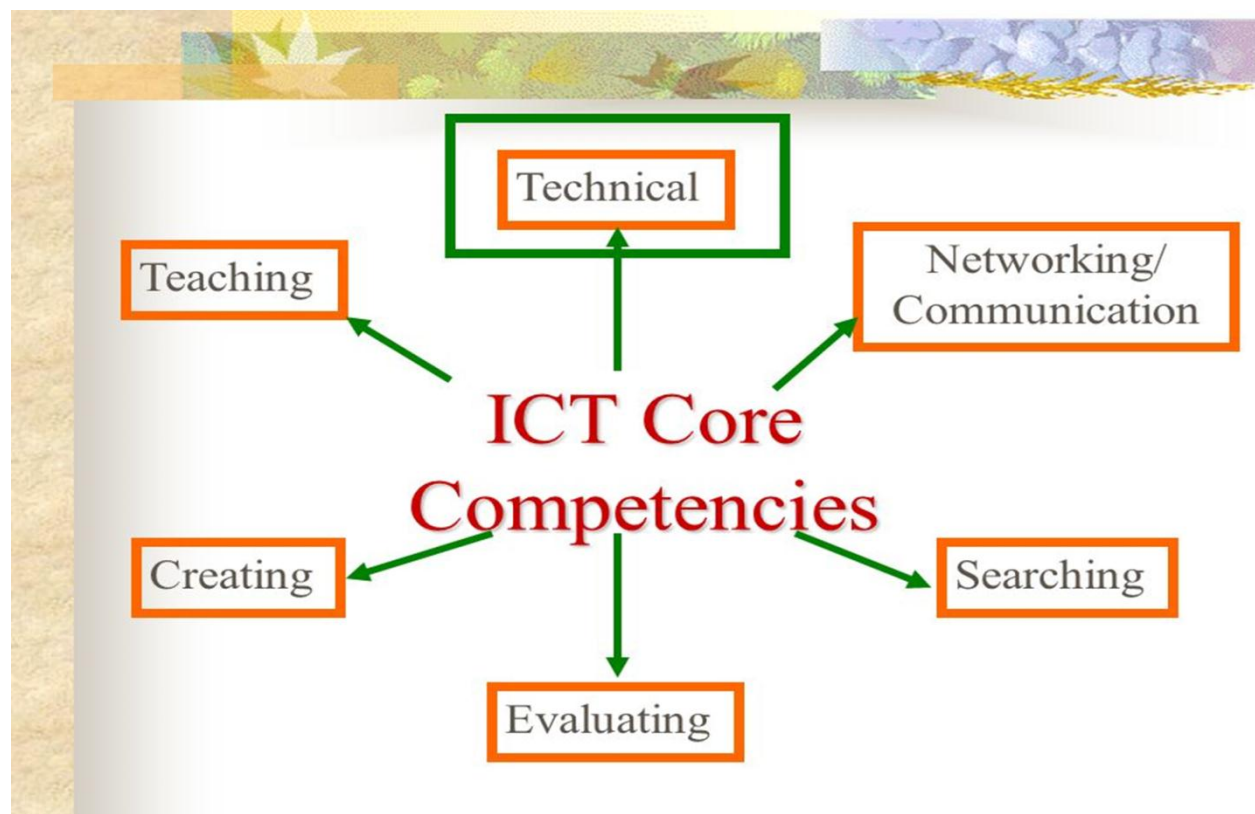 Technical
Teaching
Networking/
Communication
ICT Core
Competencies
Creating
Searching
Evaluating